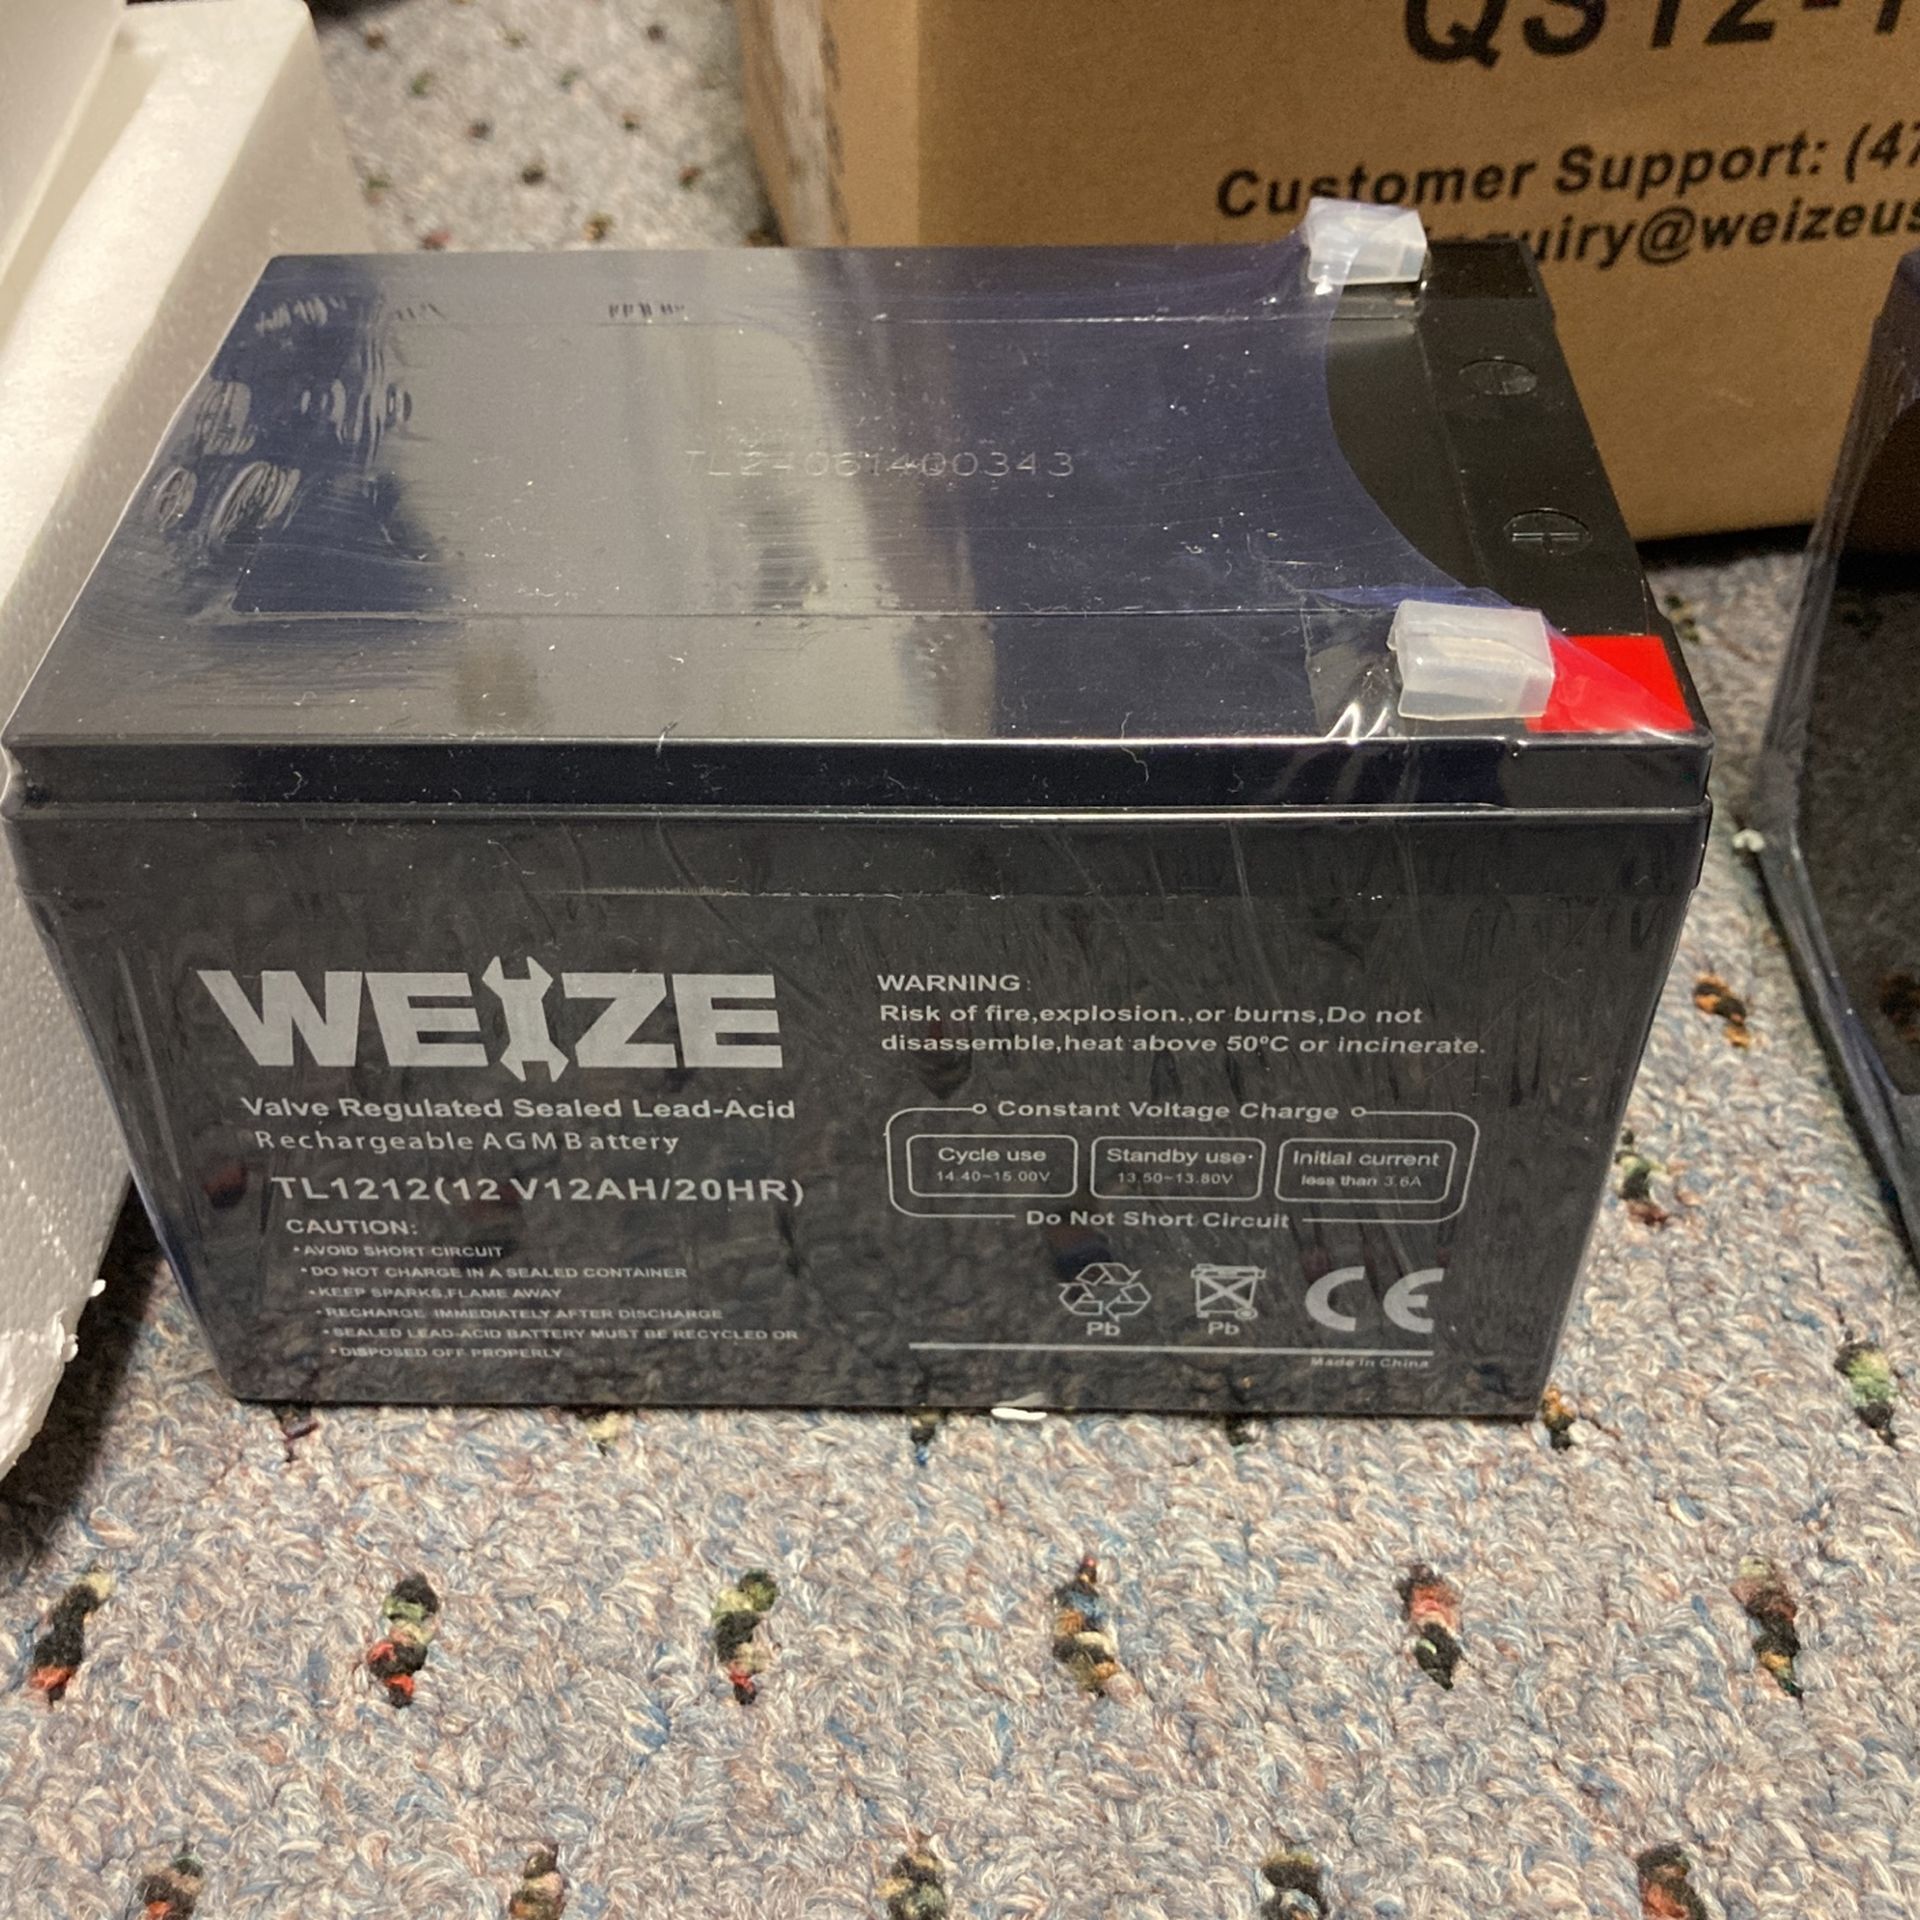 QS12-1
Customer Support: (47
inquiry@weizeus
TL24061400343
WEIZE
Valve Regulated Sealed Lead-Acid
Rechargeable AGM Battery
TL1212(12 V12AH/20HR)
CAUTION:
•AVOID SHORT CIRCUIT
•DO NOT CHARGE IN A SEALED CONTAINER
•KEEP SPARKS,FLAME AWAY
•RECHARGE IMMEDIATELY AFTER DISCHARGE
•SEALED LEAD-ACID BATTERY MUST BE RECYCLED OR
•DISPOSED OFF PROPERLY
WARNING:
Risk of fire,explosion.,or burns,Do not
disassemble,heat above 50°C or incinerate.
Constant Voltage Charge
Cycle use
14.40~15.00V
Standby use·
13.50~13.80V
Initial current
less than 3.6A
Do Not Short Circuit
Pb
Pb
CE
Made in China